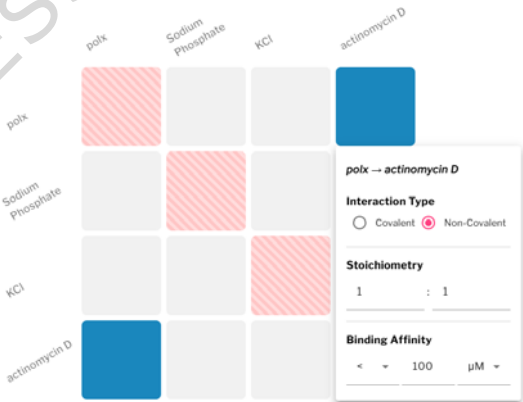 polx
Sodium
Phosphate
KCl
actinomycin D
polx
polx → actinomycin D
Interaction Type
Covalent
Non-Covalent
Sodium
Phosphate
Stoichiometry
1 : 1
KCl
Binding Affinity
< 100 µM
actinomycin D